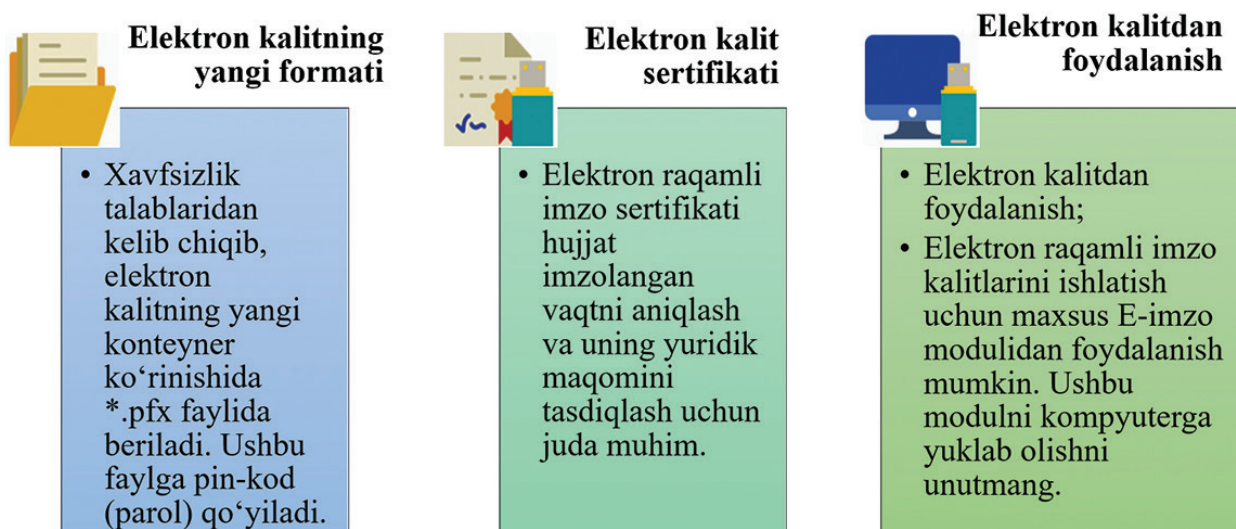 Elektron kalitning
yangi formati
• Xavfsizlik
talablaridan
kelib chiqib,
elektron
kalitning yangi
konteyner
ko‘rinishida
*.pfx faylida
beriladi. Ushbu
faylga pin-kod
(parol) qo‘yiladi.
Elektron kalit
sertifikati
• Elektron raqamli
imzo sertifikati
hujjat
imzolangan
vaqtni aniqlash
va uning yuridik
maqomini
tasdiqlash uchun
juda muhim.
Elektron kalitdan
foydalanish
• Elektron kalitdan
foydalanish;
• Elektron raqamli imzo
kalitlarini ishlatish
uchun maxsus E-imzo
modulidan foydalanish
mumkin. Ushbu
modulni kompyuterga
yuklab olishni
unutmang.